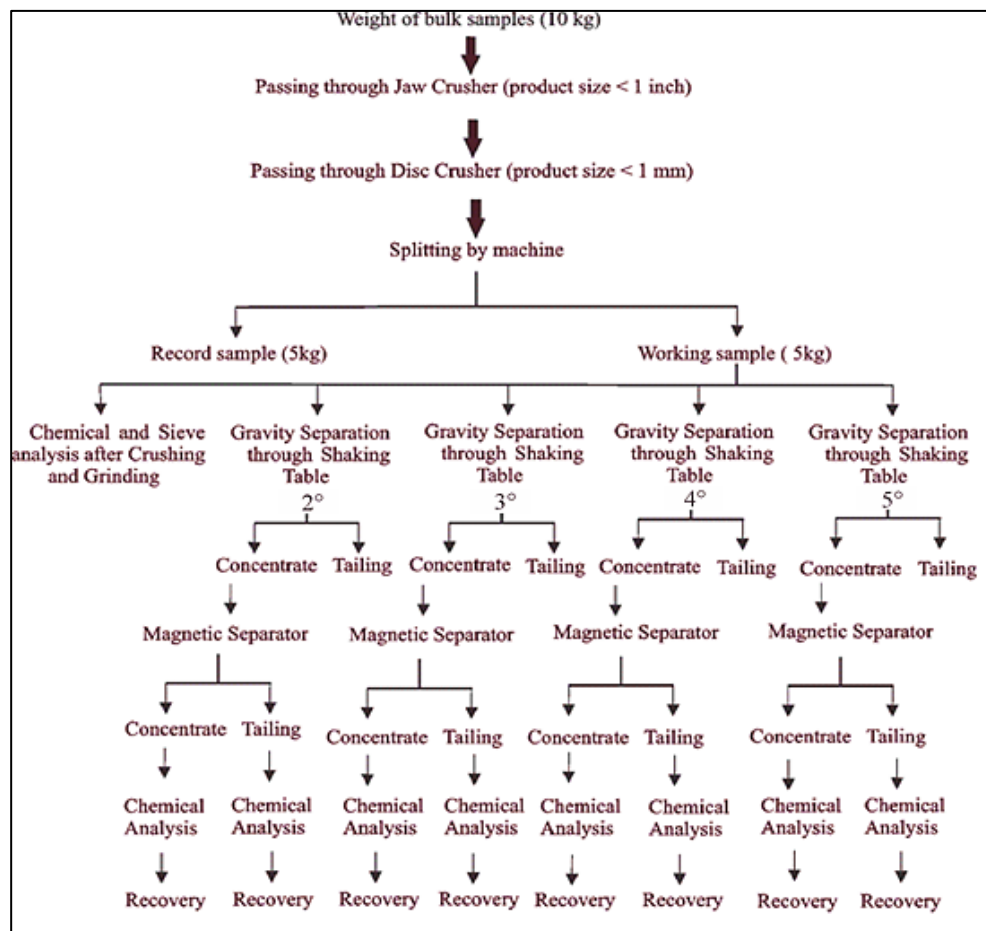 Weight of bulk samples (10 kg)
Passing through Jaw Crusher (product size < 1 inch)
Passing through Disc Crusher (product size < 1 mm)
Splitting by machine
Record sample (5kg)
Working sample ( 5kg)
Chemical and Sieve
analysis after Crushing
and Grinding
Gravity Separation
through Shaking
Table
2°
Gravity Separation
through Shaking
Table
3°
Gravity Separation
through Shaking
Table
4°
Gravity Separation
through Shaking
Table
5°
Concentrate
Tailing
Concentrate
Tailing
Concentrate
Tailing
Concentrate
Tailing
Magnetic Separator
Magnetic Separator
Magnetic Separator
Magnetic Separator
Concentrate
Tailing
Concentrate
Tailing
Concentrate
Tailing
Concentrate
Tailing
Chemical
Analysis
Chemical
Analysis
Chemical
Analysis
Chemical
Analysis
Chemical
Analysis
Chemical
Analysis
Chemical
Analysis
Chemical
Analysis
Recovery
Recovery
Recovery
Recovery
Recovery
Recovery
Recovery
Recovery